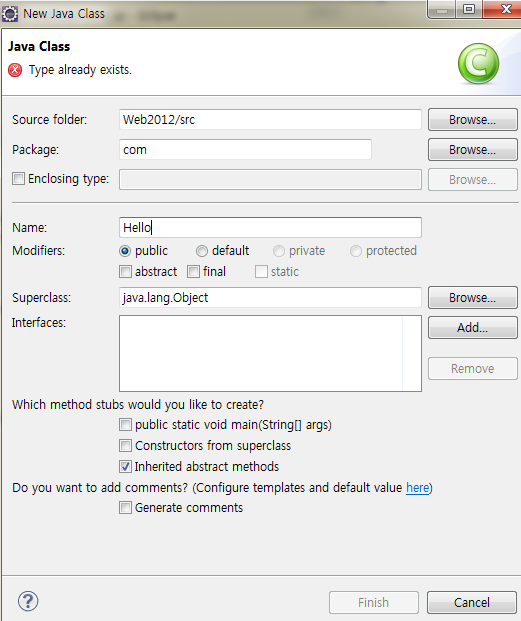 New Java Class
Java Class
Type already exists.
Source folder: Web2012/src Browse...
Package: com Browse...
Enclosing type: Browse...
Name: Hello
Modifiers: public default private protected
abstract final static
Superclass: java.lang.Object Browse...
Interfaces: Add...
Remove
Which method stubs would you like to create?
public static void main(String[] args)
Constructors from superclass
Inherited abstract methods
Do you want to add comments? (Configure templates and default value here)
Generate comments
? Finish Cancel